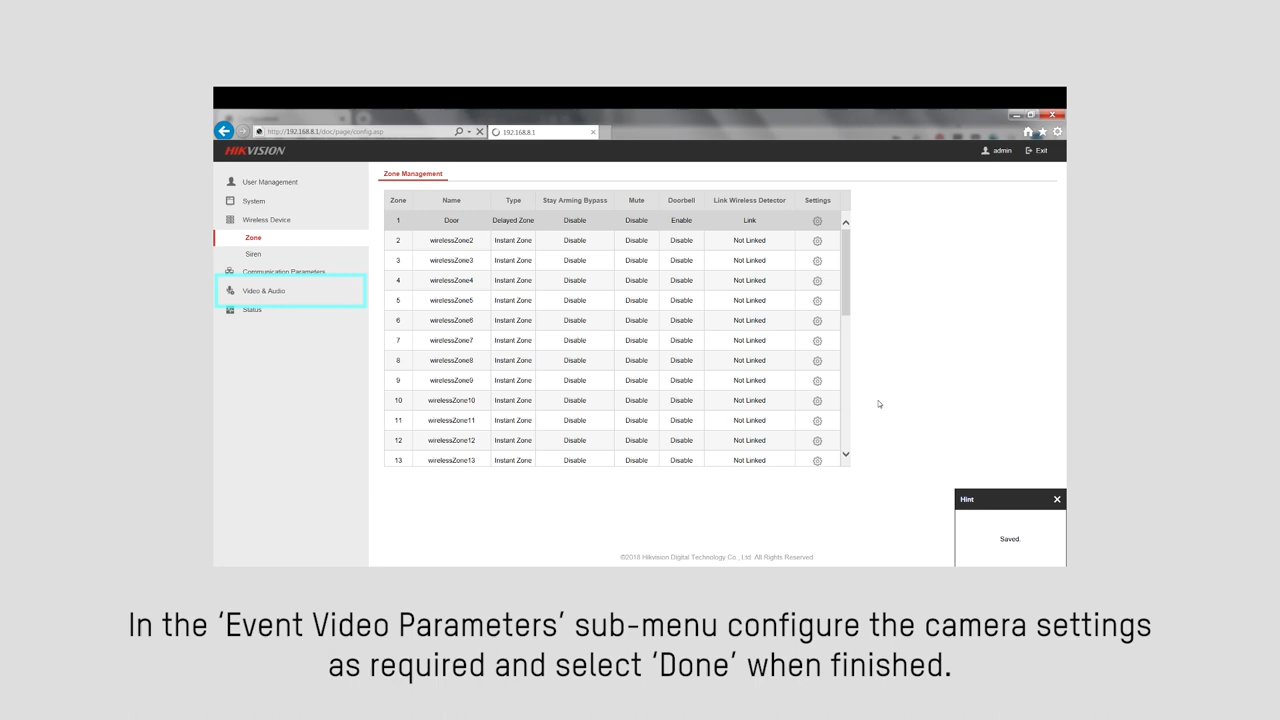 http://192.168.8.1/doc/page/config.asp
192.168.8.1
HIKVISION
admin
Exit
User Management
System
Wireless Device
Zone
Siren
Communication Parameters
Video & Audio
Status
Zone Management
Zone Name Type Stay Arming Bypass Mute Doorbell Link Wireless Detector Settings
1 Door Delayed Zone Disable Disable Enable Link
2 wirelessZone2 Instant Zone Disable Disable Disable Not Linked
3 wirelessZone3 Instant Zone Disable Disable Disable Not Linked
4 wirelessZone4 Instant Zone Disable Disable Disable Not Linked
5 wirelessZone5 Instant Zone Disable Disable Disable Not Linked
6 wirelessZone6 Instant Zone Disable Disable Disable Not Linked
7 wirelessZone7 Instant Zone Disable Disable Disable Not Linked
8 wirelessZone8 Instant Zone Disable Disable Disable Not Linked
9 wirelessZone9 Instant Zone Disable Disable Disable Not Linked
10 wirelessZone10 Instant Zone Disable Disable Disable Not Linked
11 wirelessZone11 Instant Zone Disable Disable Disable Not Linked
12 wirelessZone12 Instant Zone Disable Disable Disable Not Linked
13 wirelessZone13 Instant Zone Disable Disable Disable Not Linked
Hint
Saved.
©2018 Hikvision Digital Technology Co., Ltd. All Rights Reserved.
In the ‘Event Video Parameters’ sub-menu configure the camera settings
as required and select ‘Done’ when finished.